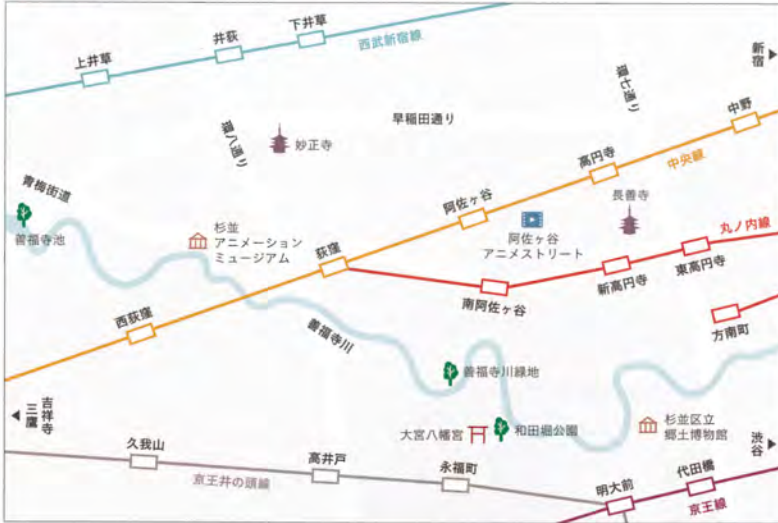 下井草
井荻
上井草
西武新宿線
新宿
環七通り
早稲田通り
中野
環八通り
妙正寺
高円寺
中央線
青梅街道
阿佐ヶ谷
長善寺
善福寺池
杉並
アニメーション
ミュージアム
荻窪
阿佐ヶ谷
アニメストリート
丸ノ内線
東高円寺
新高円寺
南阿佐ヶ谷
西荻窪
善福寺川
方南町
善福寺川緑地
吉祥寺
三鷹
大宮八幡宮
和田堀公園
杉並区立
郷土博物館
渋谷
久我山
高井戸
永福町
京王井の頭線
明大前
代田橋
京王線